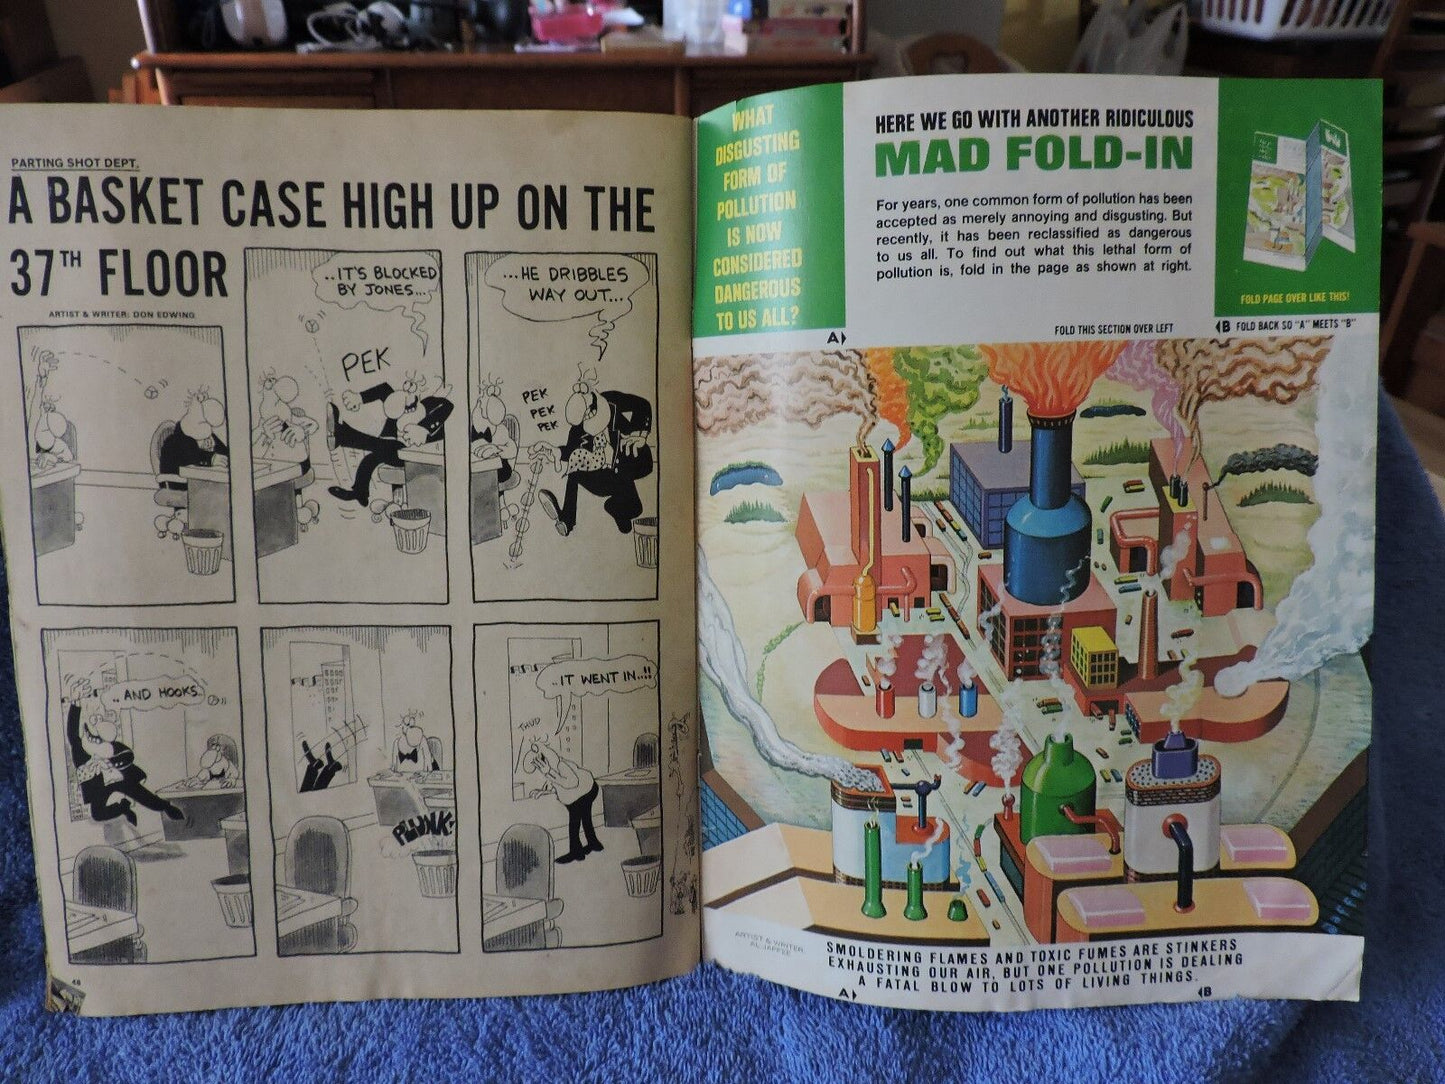 PARTING SHOT DEPT.
A BASKET CASE HIGH UP ON THE
37TH FLOOR
ARTIST & WRITER: DON EDWING
..IT'S BLOCKED
BY JONES...
PEK
...HE DRIBBLES
WAY OUT...
PEK
PEK
PEK
..AND HOOKS..
PLUNK!
..IT WENT IN..!!
THUD
48
WHAT
DISGUSTING
FORM OF
POLLUTION
IS NOW
CONSIDERED
DANGEROUS
TO US ALL?
A
HERE WE GO WITH ANOTHER RIDICULOUS
MAD FOLD-IN
For years, one common form of pollution has been
accepted as merely annoying and disgusting. But
recently, it has been reclassified as dangerous
to us all. To find out what this lethal form of
pollution is, fold in the page as shown at right.
FOLD THIS SECTION OVER LEFT
FOLD PAGE OVER LIKE THIS!
B FOLD BACK SO "A" MEETS "B"
ARTIST & WRITER:
AL JAFFEE
SMOLDERING FLAMES AND TOXIC FUMES ARE STINKERS
EXHAUSTING OUR AIR, BUT ONE POLLUTION IS DEALING
A FATAL BLOW TO LOTS OF LIVING THINGS.
A
B